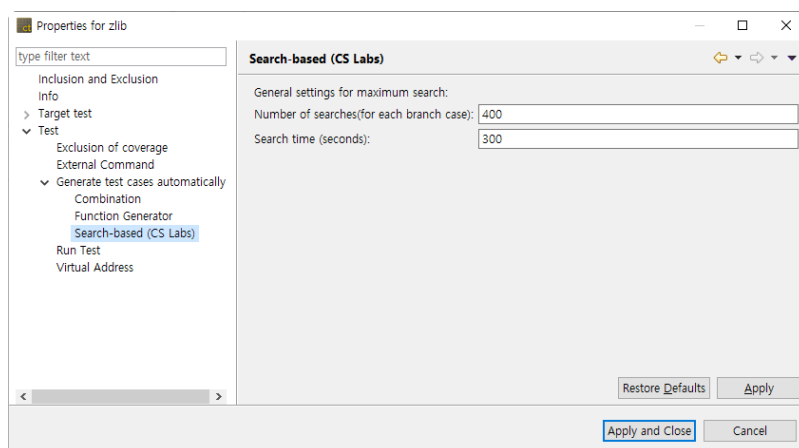 ct Properties for zlib
type filter text
Inclusion and Exclusion
Info
Target test
Test
Exclusion of coverage
External Command
Generate test cases automatically
Combination
Function Generator
Search-based (CS Labs)
Run Test
Virtual Address
Search-based (CS Labs)
General settings for maximum search:
Number of searches(for each branch case): 400
Search time (seconds): 300
Restore Defaults Apply
Apply and Close Cancel